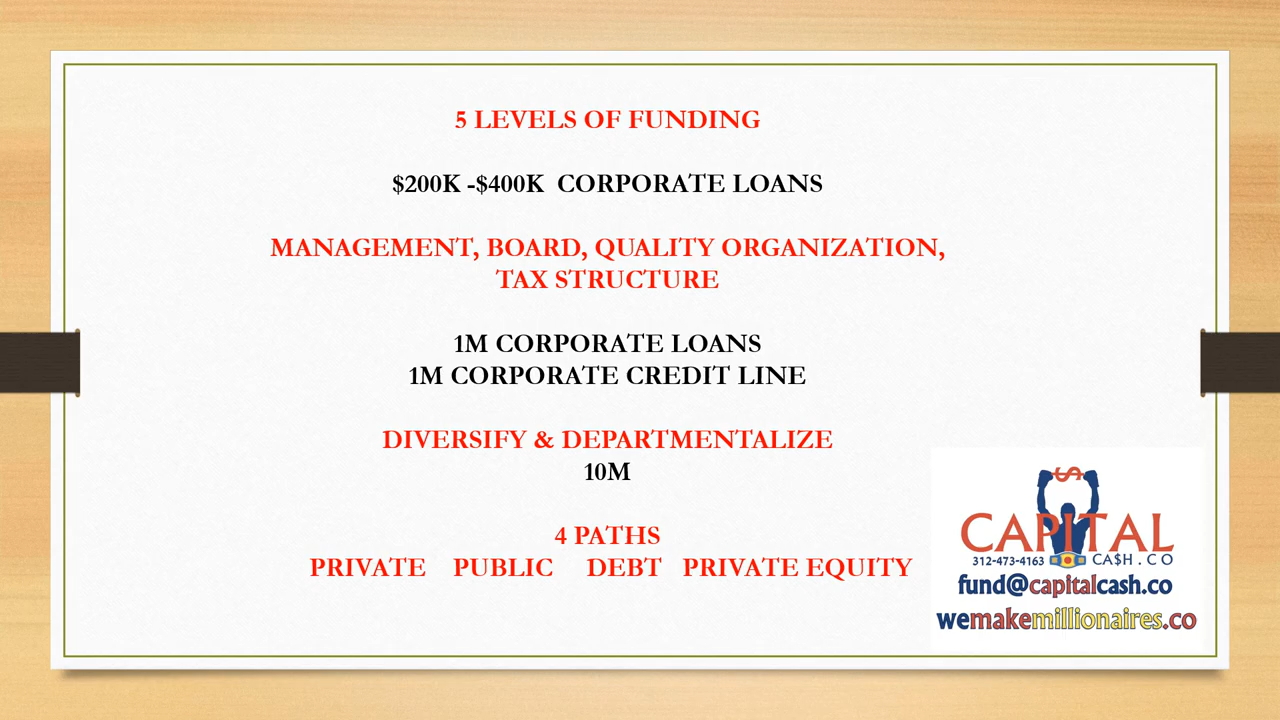 5 LEVELS OF FUNDING
$200K -$400K CORPORATE LOANS
MANAGEMENT, BOARD, QUALITY ORGANIZATION,
TAX STRUCTURE
1M CORPORATE LOANS
1M CORPORATE CREDIT LINE
DIVERSIFY & DEPARTMENTALIZE
10M
4 PATHS
PRIVATE PUBLIC DEBT PRIVATE EQUITY
$
CAPITAL
312-473-4163 CA$H.CO
fund@capitalcash.co
wemakemillionaires.co